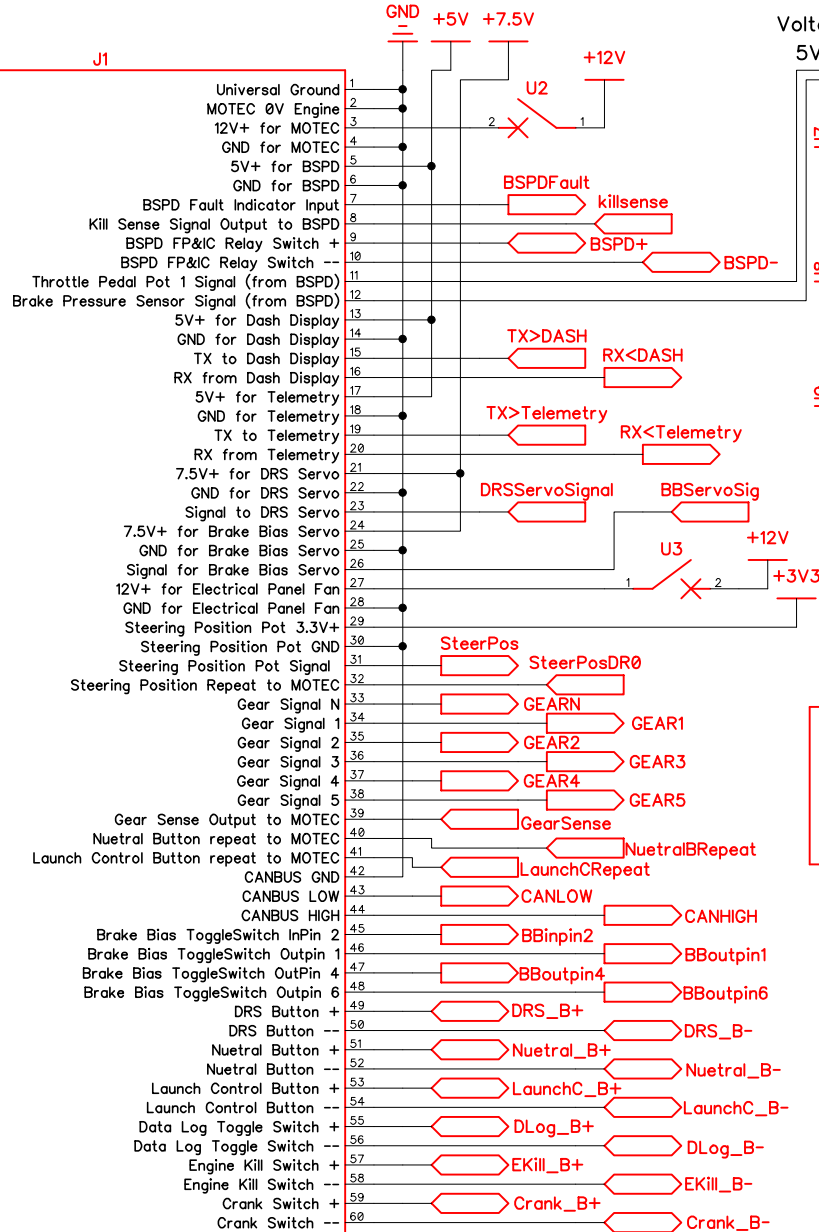 GND
+5V +7.5V
Volt
5V
J1
+12V
U2
Universal Ground 1
MOTEC 0V Engine 2
12V+ for MOTEC 3 2 1
GND for MOTEC 4
5V+ for BSPD 5
GND for BSPD 6
BSPDFault
BSPD Fault Indicator Input 7
killsense
Kill Sense Signal Output to BSPD 8
BSPD FP&IC Relay Switch + 9 BSPD+
BSPD FP&IC Relay Switch -- 10 BSPD-
Throttle Pedal Pot 1 Signal (from BSPD) 11
Brake Pressure Sensor Signal (from BSPD) 12
5V+ for Dash Display 13
GND for Dash Display 14
TX>DASH
TX to Dash Display 15
RX<DASH
RX from Dash Display 16
5V+ for Telemetry 17
GND for Telemetry 18
TX>Telemetry
TX to Telemetry 19
RX<Telemetry
RX from Telemetry 20
7.5V+ for DRS Servo 21
GND for DRS Servo 22
DRSServoSignal BBServoSig
Signal to DRS Servo 23
7.5V+ for Brake Bias Servo 24
GND for Brake Bias Servo 25
+12V
U3
Signal for Brake Bias Servo 26
+3V3
12V+ for Electrical Panel Fan 27 1 2
GND for Electrical Panel Fan 28
Steering Position Pot 3.3V+ 29
Steering Position Pot GND 30
SteerPos
Steering Position Pot Signal 31
SteerPosDR0
Steering Position Repeat to MOTEC 32
Gear Signal N 33 GEARN
Gear Signal 1 34 GEAR1
Gear Signal 2 35 GEAR2
Gear Signal 3 36 GEAR3
Gear Signal 4 37 GEAR4
Gear Signal 5 38 GEAR5
Gear Sense Output to MOTEC 39 GearSense
Nuetral Button repeat to MOTEC 40 NuetralBRepeat
Launch Control Button repeat to MOTEC 41 LaunchCRepeat
CANBUS GND 42
CANBUS LOW 43 CANLOW
CANBUS HIGH 44 CANHIGH
Brake Bias ToggleSwitch InPin 2 45 BBinpin2
Brake Bias ToggleSwitch Outpin 1 46 BBoutpin1
Brake Bias ToggleSwitch OutPin 4 47 BBoutpin4
Brake Bias ToggleSwitch Outpin 6 48 BBoutpin6
DRS Button + 49 DRS_B+
DRS Button -- 50 DRS_B-
Nuetral Button + 51 Nuetral_B+
Nuetral Button -- 52 Nuetral_B-
Launch Control Button + 53 LaunchC_B+
Launch Control Button -- 54 LaunchC_B-
Data Log Toggle Switch + 55 DLog_B+
Data Log Toggle Switch -- 56 DLog_B-
Engine Kill Switch + 57 EKill_B+
Engine Kill Switch -- 58 EKill_B-
Crank Switch + 59 Crank_B+
Crank Switch -- 60 Crank_B-